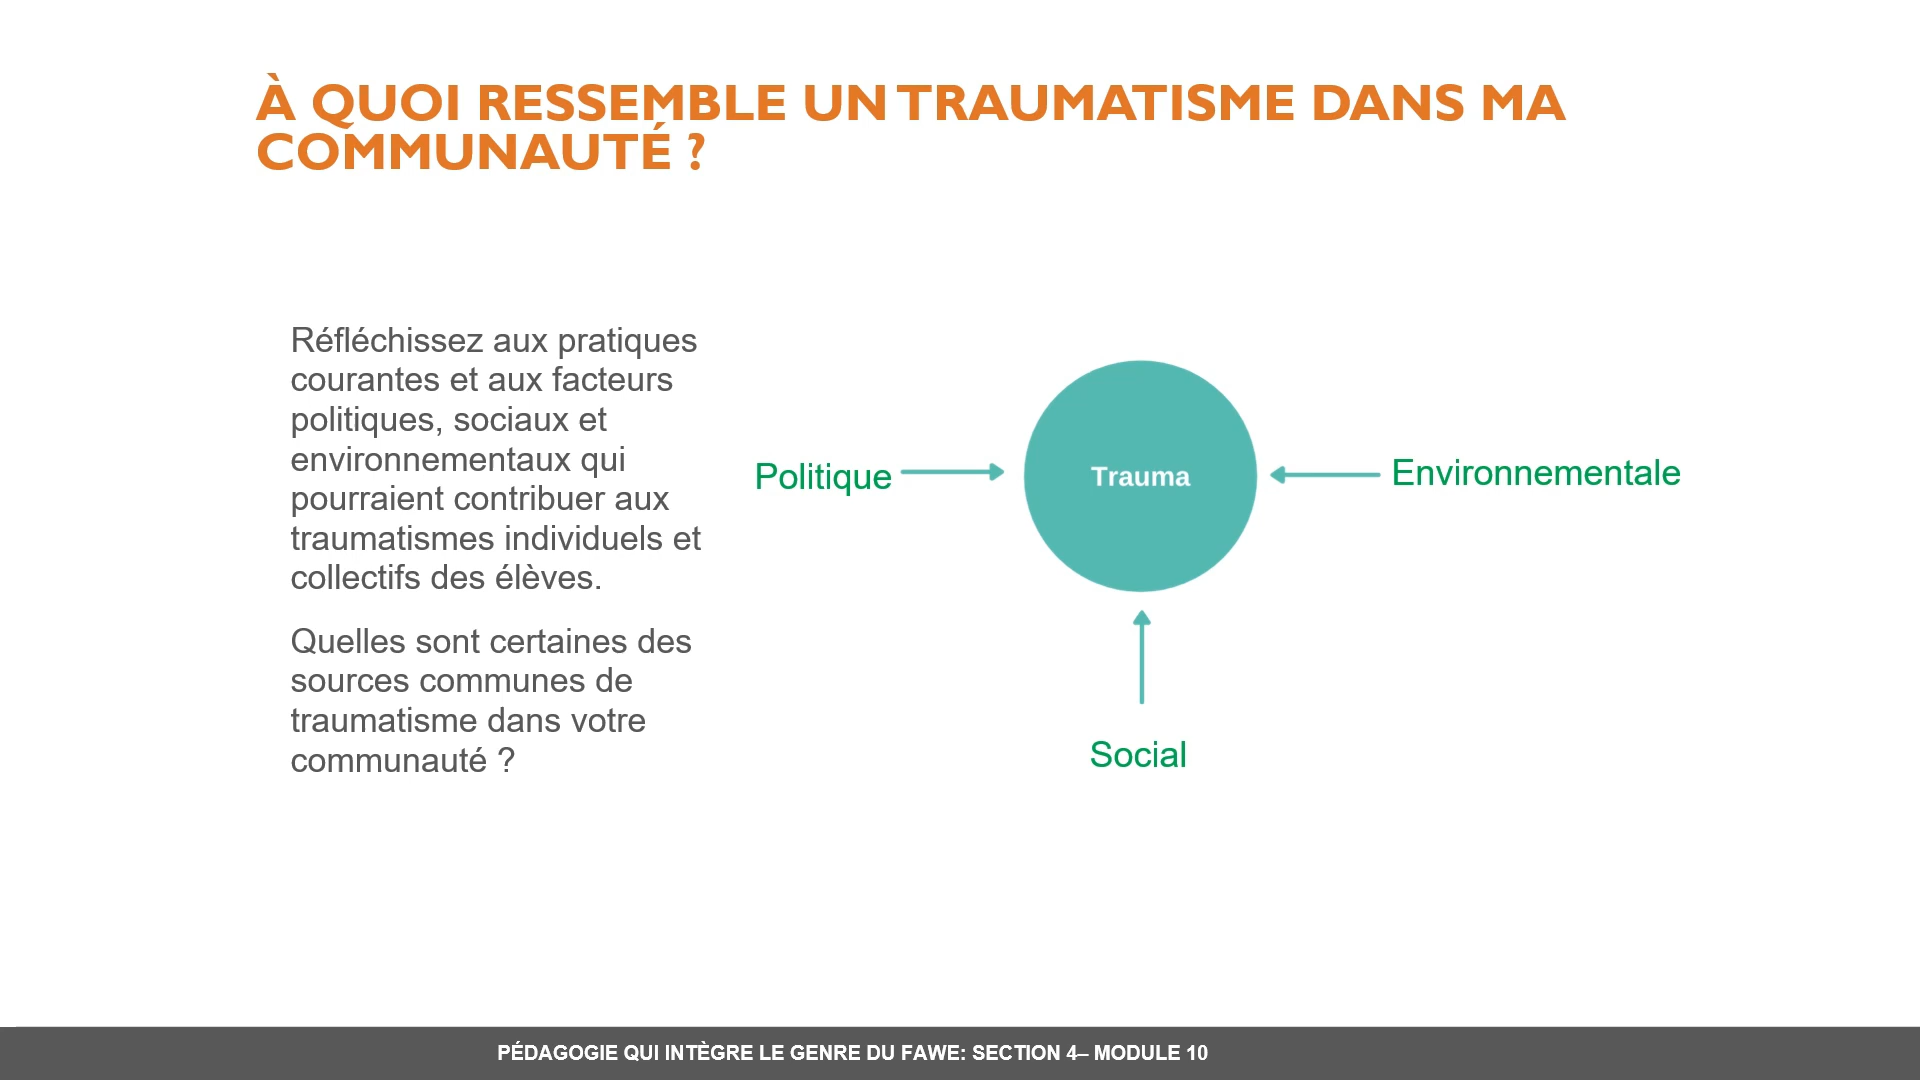 À QUOI RESSEMBLE UN TRAUMATISME DANS MA
COMMUNAUTÉ ?
Réfléchissez aux pratiques
courantes et aux facteurs
politiques, sociaux et
environnementaux qui
pourraient contribuer aux
traumatismes individuels et
collectifs des élèves.
Quelles sont certaines des
sources communes de
traumatisme dans votre
communauté ?
Politique
Trauma
Environnementale
Social
PÉDAGOGIE QUI INTÈGRE LE GENRE DU FAWE: SECTION 4– MODULE 10